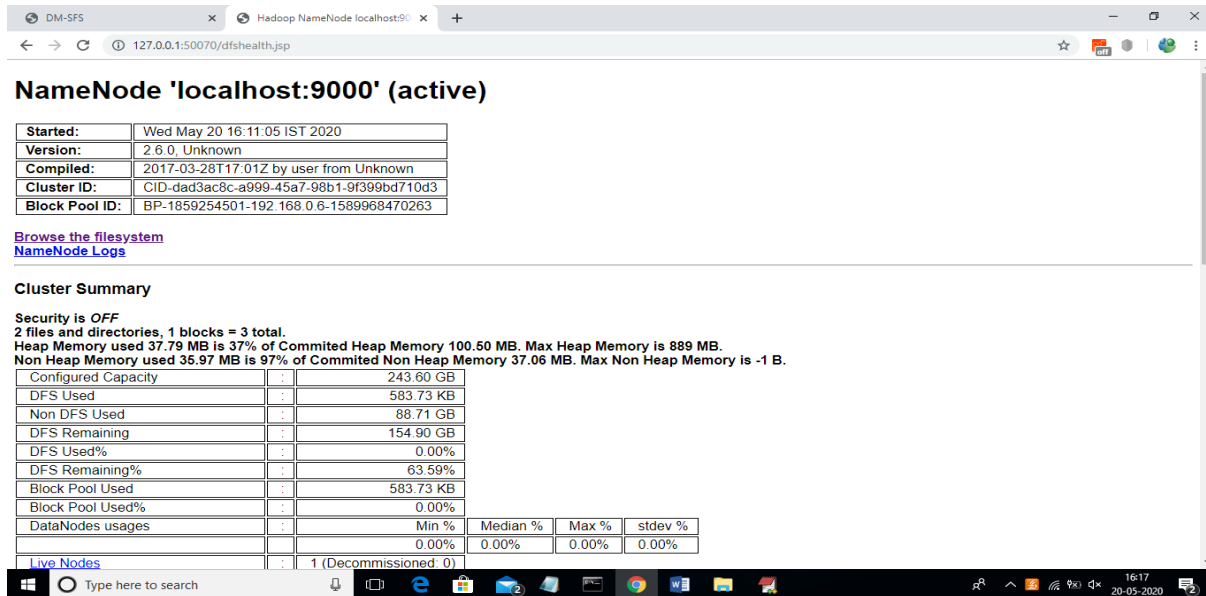 DM-SFS
Hadoop NameNode localhost:90
127.0.0.1:50070/dfshealth.jsp
off
NameNode 'localhost:9000' (active)
Started: Wed May 20 16:11:05 IST 2020
Version: 2.6.0, Unknown
Compiled: 2017-03-28T17:01Z by user from Unknown
Cluster ID: CID-dad3ac8c-a999-45a7-98b1-9f399bd710d3
Block Pool ID: BP-1859254501-192.168.0.6-1589968470263
Browse the filesystem
NameNode Logs
Cluster Summary
Security is OFF
2 files and directories, 1 blocks = 3 total.
Heap Memory used 37.79 MB is 37% of Commited Heap Memory 100.50 MB. Max Heap Memory is 889 MB.
Non Heap Memory used 35.97 MB is 97% of Commited Non Heap Memory 37.06 MB. Max Non Heap Memory is -1 B.
Configured Capacity : 243.60 GB
DFS Used : 583.73 KB
Non DFS Used : 88.71 GB
DFS Remaining : 154.90 GB
DFS Used% : 0.00%
DFS Remaining% : 63.59%
Block Pool Used : 583.73 KB
Block Pool Used% : 0.00%
DataNodes usages : Min % Median % Max % stdev %
0.00% 0.00% 0.00% 0.00%
Live Nodes : 1 (Decommissioned: 0)
Type here to search
2
16:17
20-05-2020
2